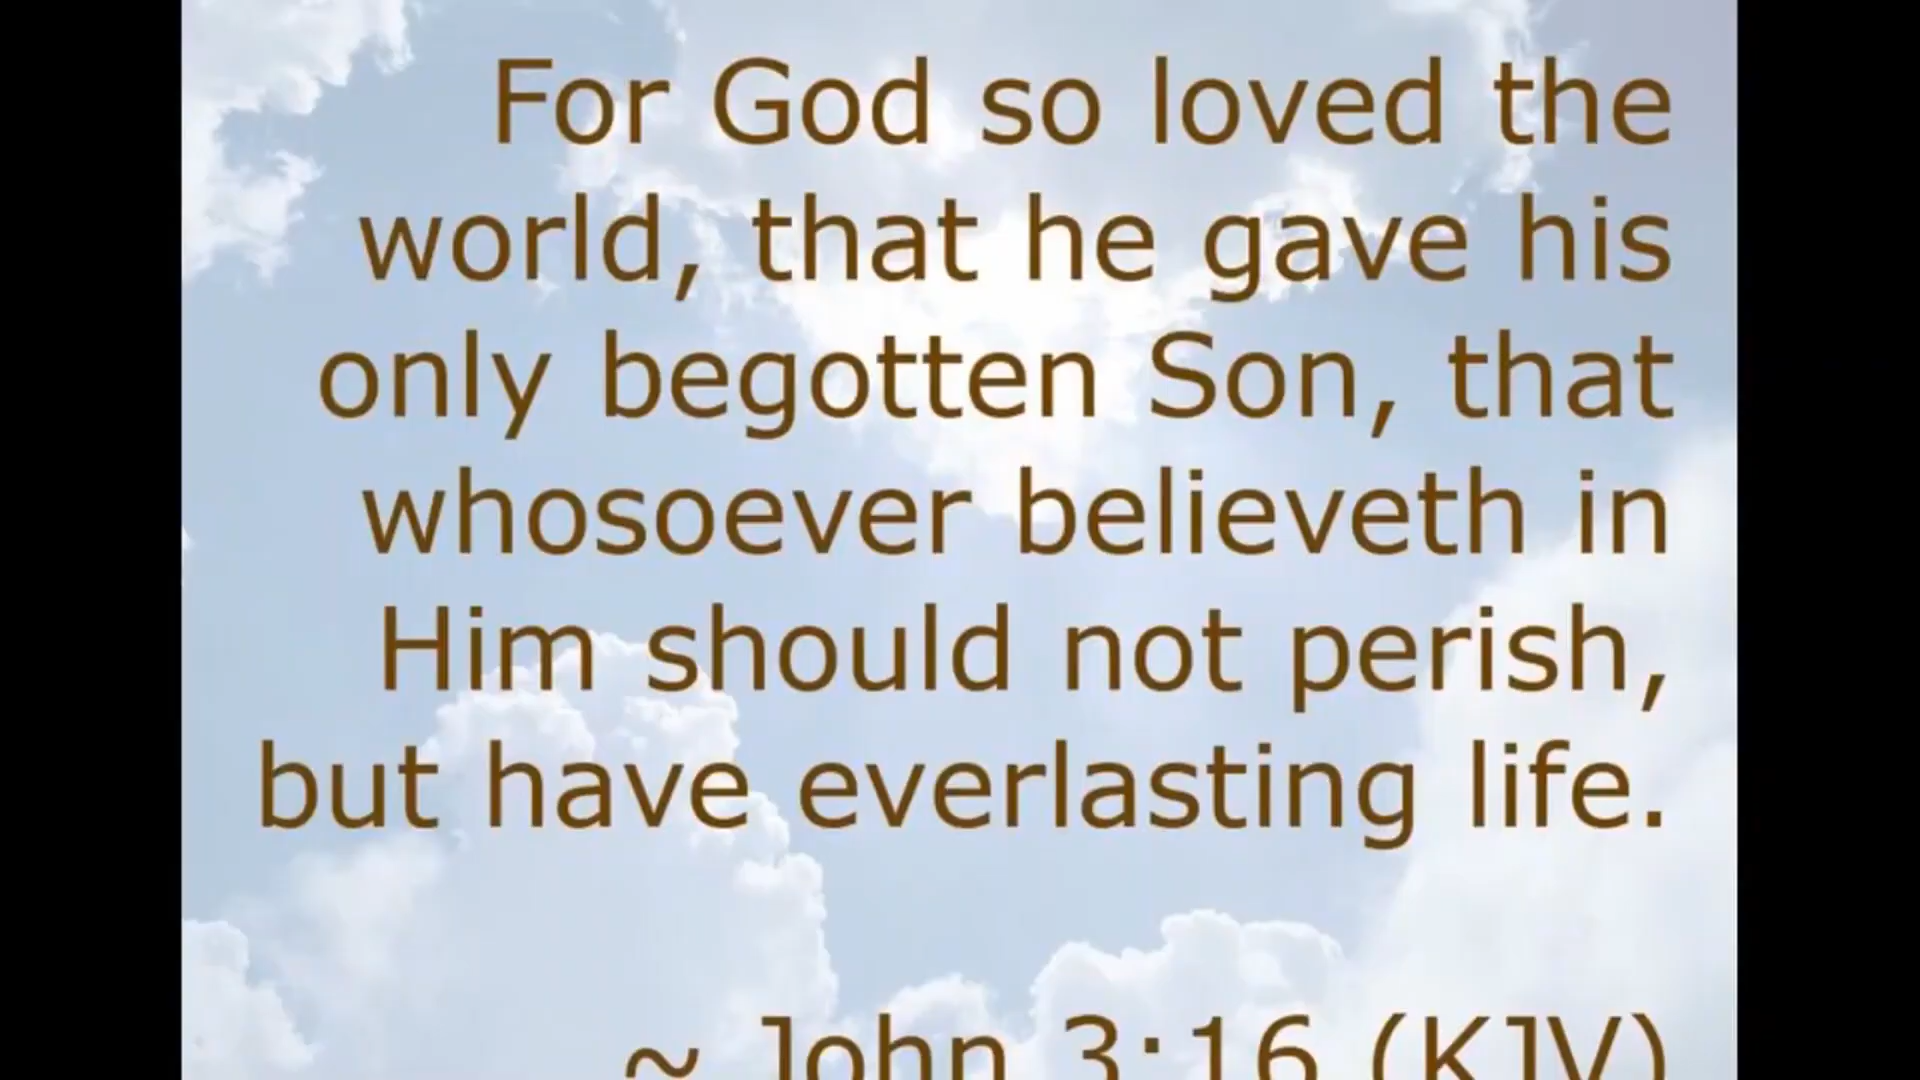 For God so loved the
world, that he gave his
only begotten Son, that
whosoever believeth in
Him should not perish,
but have everlasting life.
~ John 3:16 (KJV)